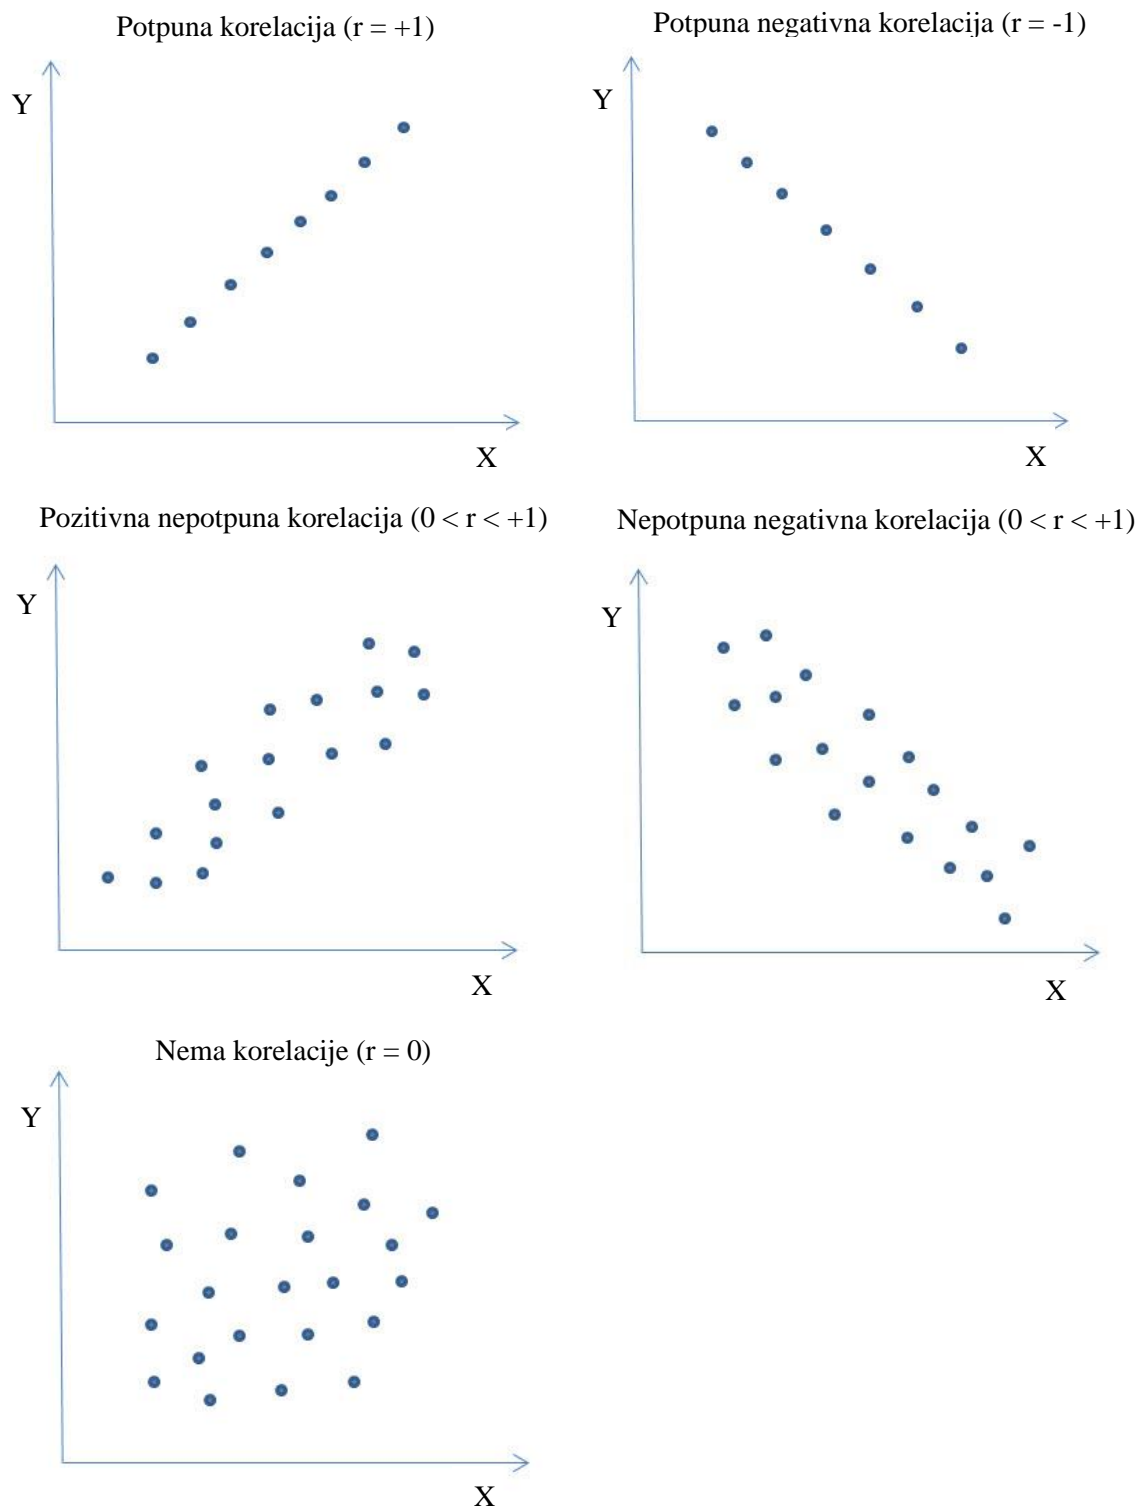 Potpuna korelacija (r = +1)
Y
X
Potpuna negativna korelacija (r = -1)
Y
X
Pozitivna nepotpuna korelacija (0 < r < +1)
Y
X
Nepotpuna negativna korelacija (0 < r < +1)
Y
X
Nema korelacije (r = 0)
Y
X